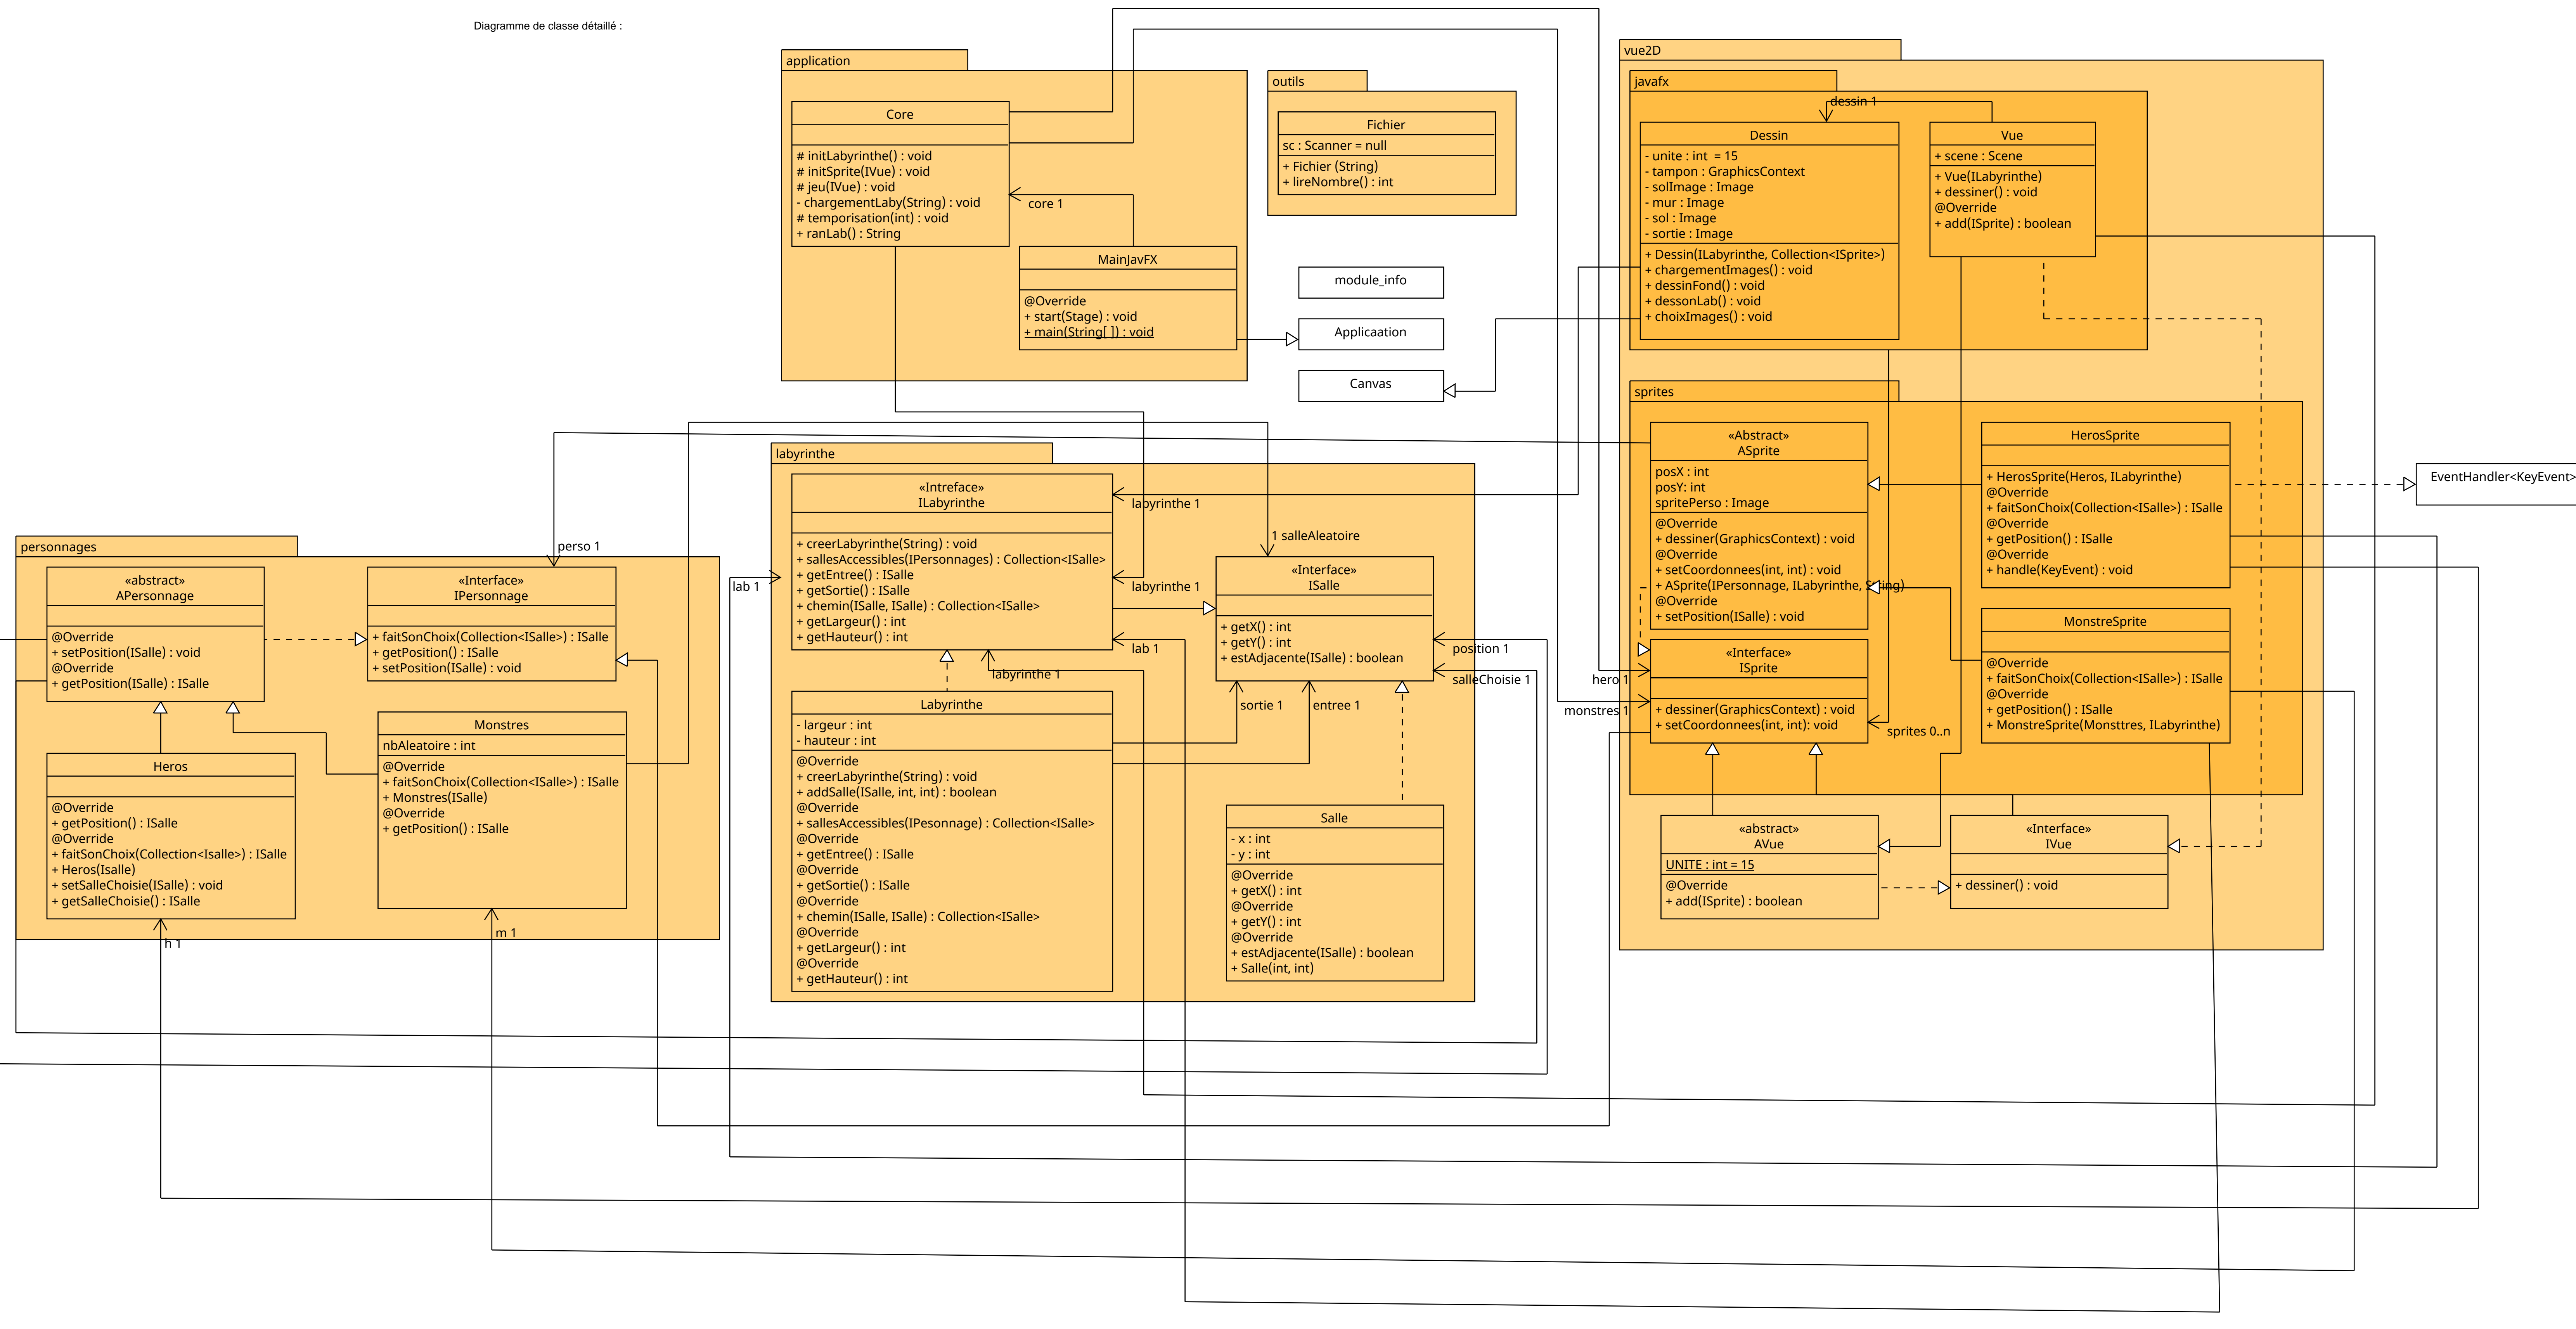 Diagramme de classe détaillé :
application
Core
# initLabyrinthe() : void
# initSprite(IVue) : void
# jeu(IVue) : void
- chargementLaby(String) : void
# temporisation(int) : void
+ ranLab() : String
core 1
MainJavFX
@Override
+ start(Stage) : void
+ main(String[ ]) : void
outils
Fichier
sc : Scanner = null
+ Fichier (String)
+ lireNombre() : int
module_info
Applicaation
Canvas
vue2D
javafx
dessin 1
Dessin
- unite : int  = 15
- tampon : GraphicsContext
- solImage : Image
- mur : Image
- sol : Image
- sortie : Image
+ Dessin(ILabyrinthe, Collection<ISprite>)
+ chargementImages() : void
+ dessinFond() : void
+ dessonLab() : void
+ choixImages() : void
Vue
+ scene : Scene
+ Vue(ILabyrinthe)
+ dessiner() : void
@Override
+ add(ISprite) : boolean
sprites
«Abstract»
ASprite
posX : int
posY: int
spritePerso : Image
@Override
+ dessiner(GraphicsContext) : void
@Override
+ setCoordonnees(int, int) : void
+ ASprite(IPersonnage, ILabyrinthe, String)
@Override
+ setPosition(ISalle) : void
HerosSprite
+ HerosSprite(Heros, ILabyrinthe)
@Override
+ faitSonChoix(Collection<ISalle>) : ISalle
@Override
+ getPosition() : ISalle
@Override
+ handle(KeyEvent) : void
EventHandler<KeyEvent>
«Interface»
ISprite
+ dessiner(GraphicsContext) : void
+ setCoordonnees(int, int): void
hero 1
monstres 1
sprites 0..n
MonstreSprite
@Override
+ faitSonChoix(Collection<ISalle>) : ISalle
@Override
+ getPosition() : ISalle
+ MonstreSprite(Monsttres, ILabyrinthe)
«abstract»
AVue
UNITE : int = 15
@Override
+ add(ISprite) : boolean
«Interface»
IVue
+ dessiner() : void
labyrinthe
«Intreface»
ILabyrinthe
+ creerLabyrinthe(String) : void
+ sallesAccessibles(IPersonnages) : Collection<ISalle>
+ getEntree() : ISalle
+ getSortie() : ISalle
+ chemin(ISalle, ISalle) : Collection<ISalle>
+ getLargeur() : int
+ getHauteur() : int
labyrinthe 1
labyrinthe 1
lab 1
lab 1
labyrinthe 1
1 salleAleatoire
«Interface»
ISalle
+ getX() : int
+ getY() : int
+ estAdjacente(ISalle) : boolean
position 1
salleChoisie 1
sortie 1
entree 1
Labyrinthe
- largeur : int
- hauteur : int
@Override
+ creerLabyrinthe(String) : void
+ addSalle(ISalle, int, int) : boolean
@Override
+ sallesAccessibles(IPesonnage) : Collection<ISalle>
@Override
+ getEntree() : ISalle
@Override
+ getSortie() : ISalle
@Override
+ chemin(ISalle, ISalle) : Collection<ISalle>
@Override
+ getLargeur() : int
@Override
+ getHauteur() : int
Salle
- x : int
- y : int
@Override
+ getX() : int
@Override
+ getY() : int
@Override
+ estAdjacente(ISalle) : boolean
+ Salle(int, int)
personnages
perso 1
«abstract»
APersonnage
@Override
+ setPosition(ISalle) : void
@Override
+ getPosition(ISalle) : ISalle
«Interface»
IPersonnage
+ faitSonChoix(Collection<ISalle>) : ISalle
+ getPosition() : ISalle
+ setPosition(ISalle) : void
Heros
@Override
+ getPosition() : ISalle
@Override
+ faitSonChoix(Collection<Isalle>) : ISalle
+ Heros(Isalle)
+ setSalleChoisie(ISalle) : void
+ getSalleChoisie() : ISalle
h 1
Monstres
nbAleatoire : int
@Override
+ faitSonChoix(Collection<ISalle>) : ISalle
+ Monstres(ISalle)
@Override
+ getPosition() : ISalle
m 1